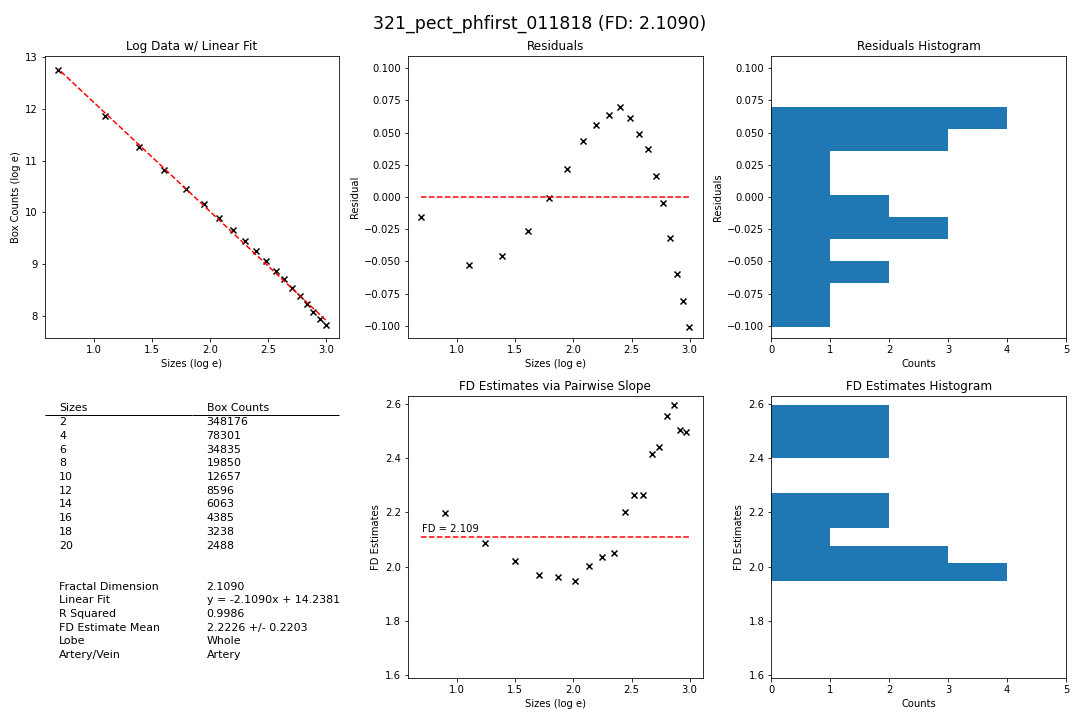 321_pect_phfirst_011818 (FD: 2.1090)
Log Data w/ Linear Fit
Box Counts (log e)
13
12
11
10
9
8
1.0 1.5 2.0 2.5 3.0
Sizes (log e)
Residuals
Residual
0.100
0.075
0.050
0.025
0.000
−0.025
−0.050
−0.075
−0.100
1.0 1.5 2.0 2.5 3.0
Sizes (log e)
Residuals Histogram
Residuals
0.100
0.075
0.050
0.025
0.000
−0.025
−0.050
−0.075
−0.100
0 1 2 3 4 5
Counts
Sizes Box Counts
2 348176
4 78301
6 34835
8 19850
10 12657
12 8596
14 6063
16 4385
18 3238
20 2488
Fractal Dimension 2.1090
Linear Fit y = -2.1090x + 14.2381
R Squared 0.9986
FD Estimate Mean 2.2226 +/- 0.2203
Lobe Whole
Artery/Vein Artery
FD Estimates via Pairwise Slope
FD Estimates
2.6
2.4
2.2
2.0
1.8
1.6
FD = 2.109
1.0 1.5 2.0 2.5 3.0
Sizes (log e)
FD Estimates Histogram
FD Estimates
2.6
2.4
2.2
2.0
1.8
1.6
0 1 2 3 4 5
Counts